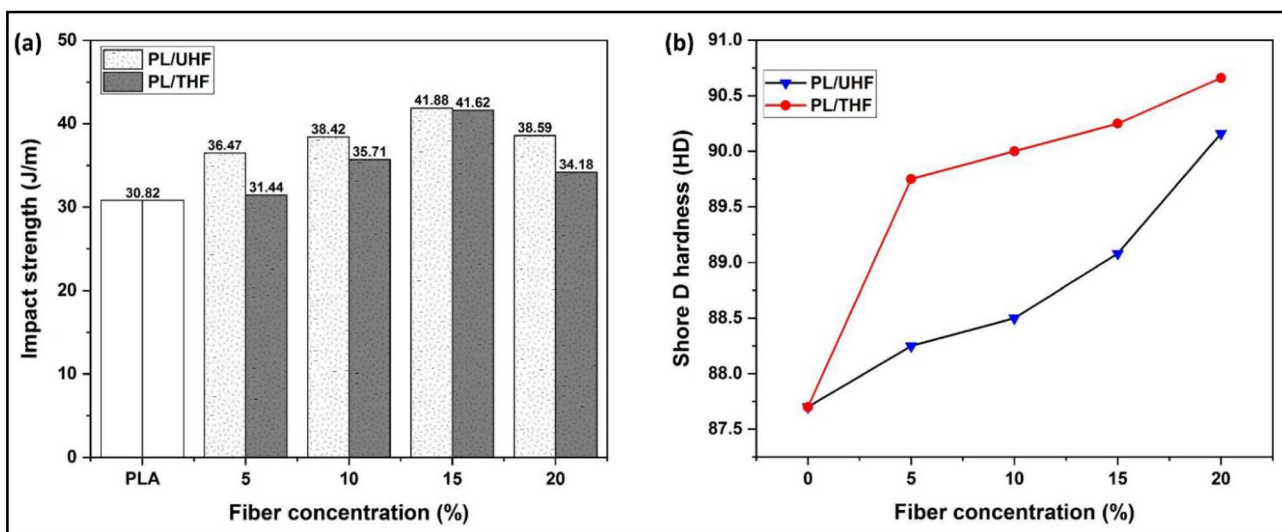 (a)
50
40
30
20
10
0
Impact strength (J/m)
PL/UHF
PL/THF
30.82
36.47
31.44
38.42
35.71
41.88
41.62
38.59
34.18
PLA
5
10
15
20
Fiber concentration (%)
(b)
91.0
90.5
90.0
89.5
89.0
88.5
88.0
87.5
Shore D hardness (HD)
PL/UHF
PL/THF
0
5
10
15
20
Fiber concentration (%)